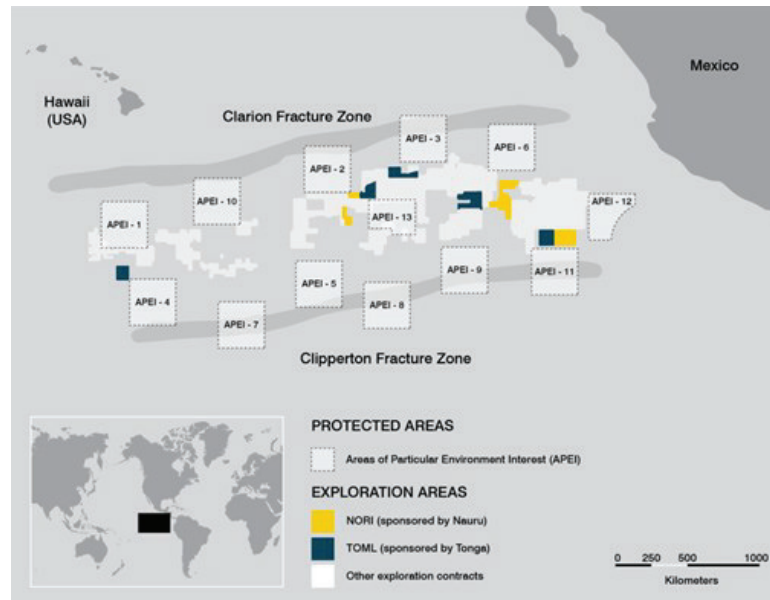 Mexico
Hawaii
(USA)
Clarion Fracture Zone
APEI - 3
APEI - 6
APEI - 2
APEI - 10
APEI - 12
APEI - 1
APEI - 13
APEI - 9
APEI - 11
APEI - 5
APEI - 4
APEI - 8
APEI - 7
Clipperton Fracture Zone
PROTECTED AREAS
Areas of Particular Environment Interest (APEI)
EXPLORATION AREAS
NORI (sponsored by Nauru)
TOML (sponsored by Tonga)
Other exploration contracts
0 250 500 1000
Kilometers